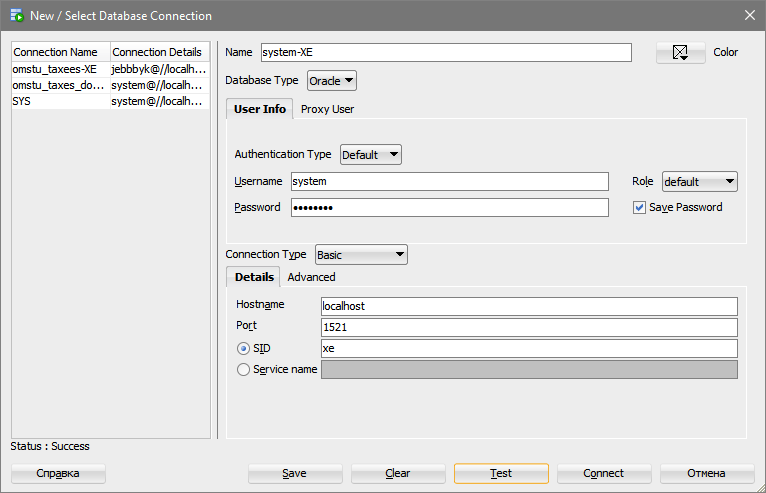 New / Select Database Connection
Connection Name Connection Details
omstu_taxees-XE jebbbyk@//localh...
omstu_taxes_do... system@//localh...
SYS system@//localh...
Name system-XE Color
Database Type Oracle
User Info Proxy User
Authentication Type Default
Username system Role default
Password •••••••• Save Password
Connection Type Basic
Details Advanced
Hostname localhost
Port 1521
SID xe
Service name
Status : Success
Справка Save Clear Test Connect Отмена